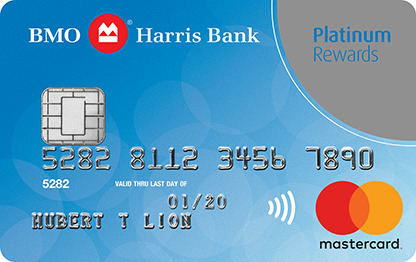 BMO ® Harris Bank
Platinum
Rewards
5282 8112 3456 7890
5282 VALID THRU LAST DAY OF
01/20
HUBERT T LION
mastercard.